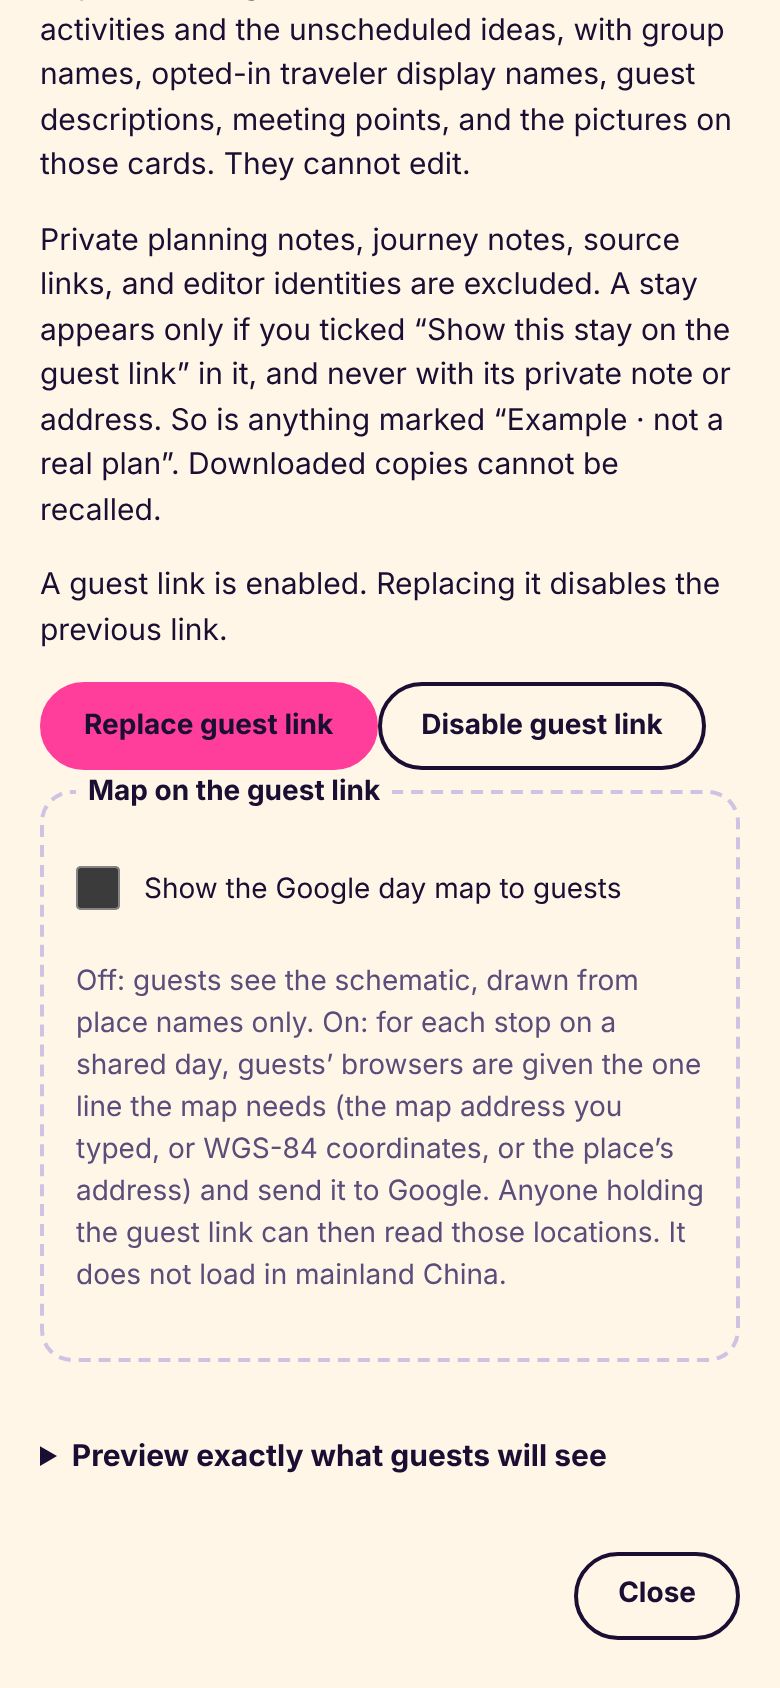 activities and the unscheduled ideas, with group
names, opted-in traveler display names, guest
descriptions, meeting points, and the pictures on
those cards. They cannot edit.
Private planning notes, journey notes, source
links, and editor identities are excluded. A stay
appears only if you ticked “Show this stay on the
guest link” in it, and never with its private note or
address. So is anything marked “Example · not a
real plan”. Downloaded copies cannot be
recalled.
A guest link is enabled. Replacing it disables the
previous link.
Replace guest link Disable guest link
Map on the guest link
Show the Google day map to guests
Off: guests see the schematic, drawn from
place names only. On: for each stop on a
shared day, guests’ browsers are given the one
line the map needs (the map address you
typed, or WGS-84 coordinates, or the place’s
address) and send it to Google. Anyone holding
the guest link can then read those locations. It
does not load in mainland China.
Preview exactly what guests will see
Close